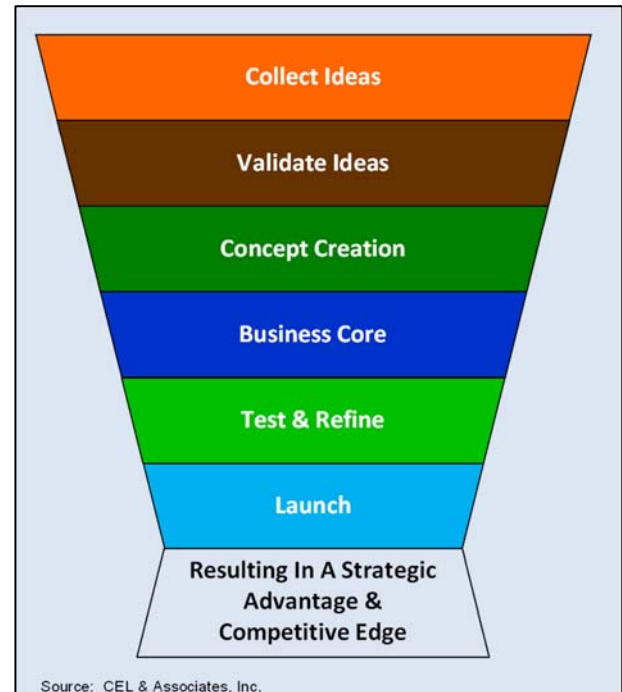 Collect Ideas
Validate Ideas
Concept Creation
Business Core
Test & Refine
Launch
Resulting In A Strategic
Advantage &
Competitive Edge
Source: CEL & Associates, Inc.